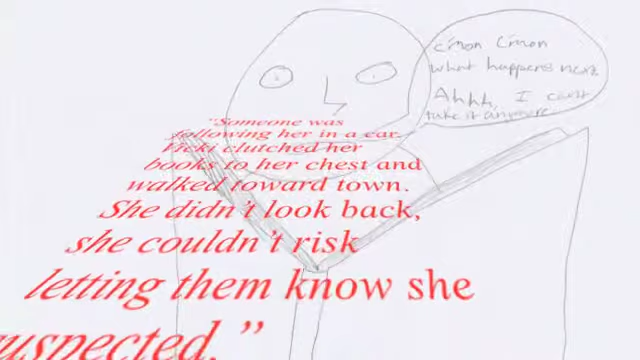 c'mon c'mon
what happens next
Ahhh, I can't
take it anymore
"Someone was
following her in a car.
Vicki clutched her
books to her chest and
walked toward town.
She didn't look back,
she couldn't risk
letting them know she
uspected."